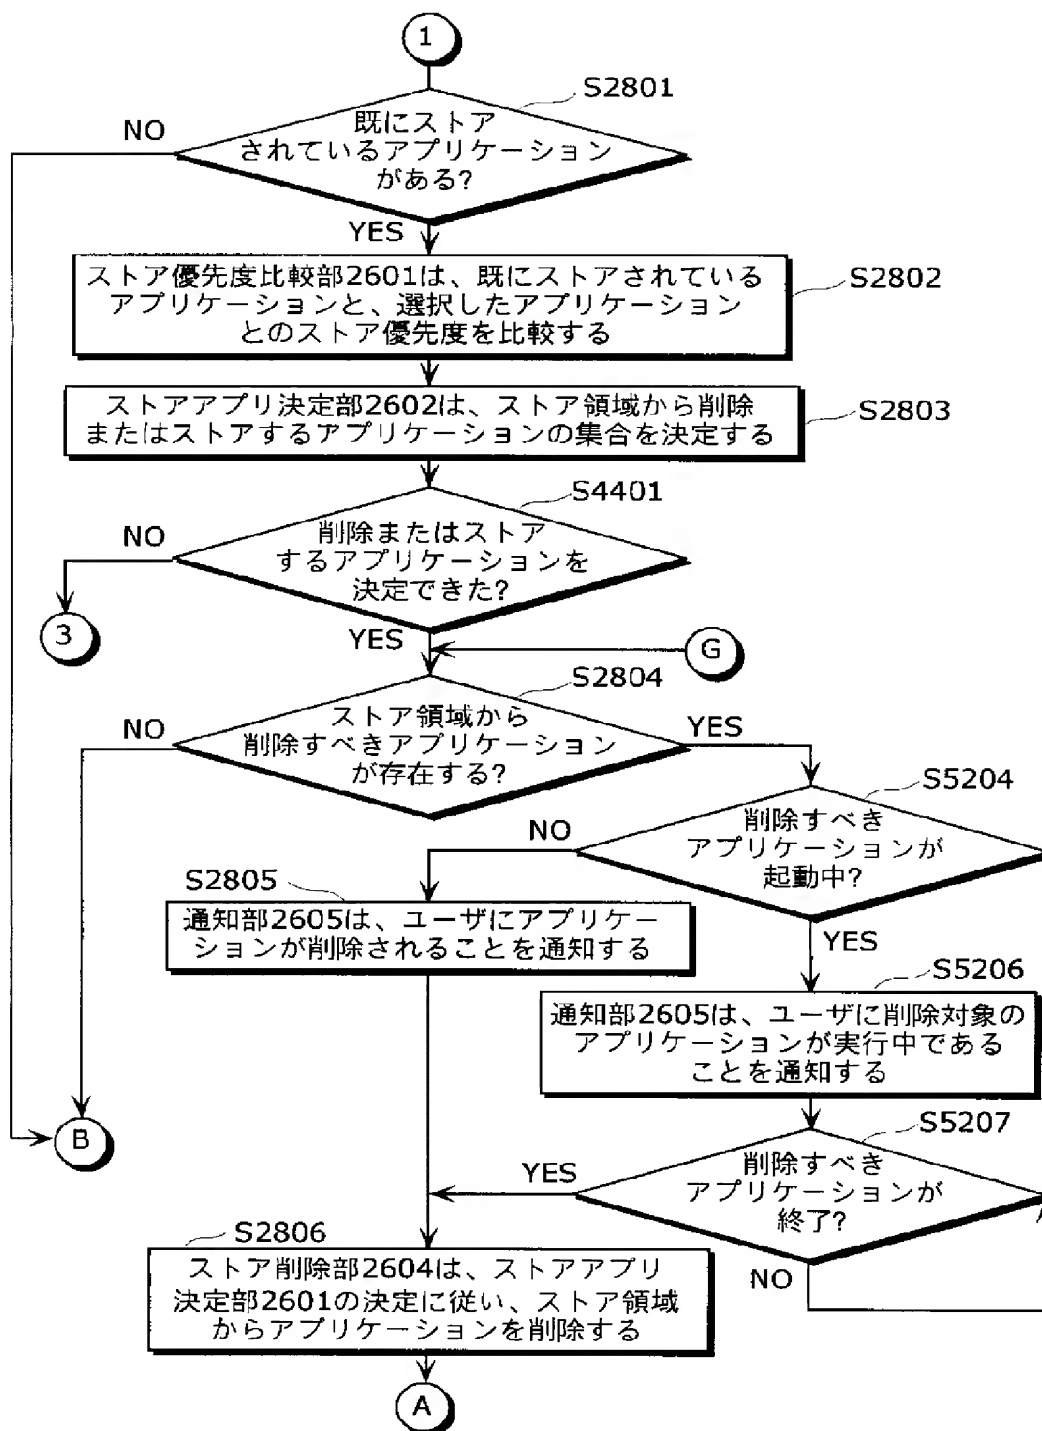 1
S2801
NO
既にストア
されているアプリケーション
がある?
YES
ストア優先度比較部2601は、既にストアされている
アプリケーションと、選択したアプリケーション
とのストア優先度を比較する
S2802
ストアアプリ決定部2602は、ストア領域から削除
またはストアするアプリケーションの集合を決定する
S2803
S4401
NO
削除またはストア
するアプリケーションを
決定できた?
3
YES
G
S2804
NO
ストア領域から
削除すべきアプリケーション
が存在する?
YES
S5204
NO
削除すべき
アプリケーションが
起動中?
S2805
通知部2605は、ユーザにアプリケー
ションが削除されることを通知する
YES
S5206
通知部2605は、ユーザに削除対象の
アプリケーションが実行中である
ことを通知する
B
S5207
YES
削除すべき
アプリケーションが
終了?
NO
S2806
ストア削除部2604は、ストアアプリ
決定部2601の決定に従い、ストア領域
からアプリケーションを削除する
A